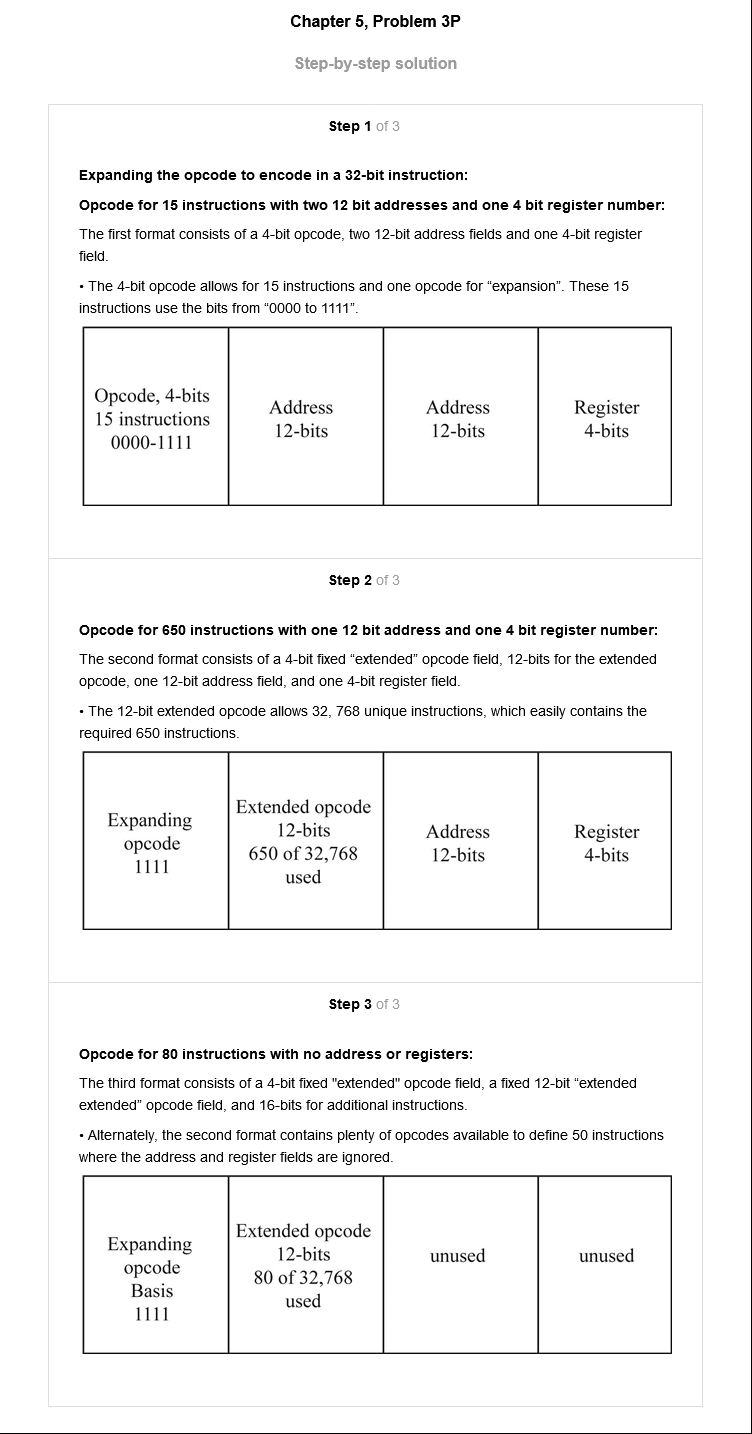 Chapter 5, Problem 3P
Step-by-step solution
Step 1 of 3
Expanding the opcode to encode in a 32-bit instruction:
Opcode for 15 instructions with two 12 bit addresses and one 4 bit register number:
The first format consists of a 4-bit opcode, two 12-bit address fields and one 4-bit register
field.
• The 4-bit opcode allows for 15 instructions and one opcode for “expansion”. These 15
instructions use the bits from “0000 to 1111”.
Opcode, 4-bits
15 instructions
0000-1111
Address
12-bits
Address
12-bits
Register
4-bits
Step 2 of 3
Opcode for 650 instructions with one 12 bit address and one 4 bit register number:
The second format consists of a 4-bit fixed “extended” opcode field, 12-bits for the extended
opcode, one 12-bit address field, and one 4-bit register field.
• The 12-bit extended opcode allows 32, 768 unique instructions, which easily contains the
required 650 instructions.
Expanding
opcode
1111
Extended opcode
12-bits
650 of 32,768
used
Address
12-bits
Register
4-bits
Step 3 of 3
Opcode for 80 instructions with no address or registers:
The third format consists of a 4-bit fixed "extended" opcode field, a fixed 12-bit “extended
extended” opcode field, and 16-bits for additional instructions.
• Alternately, the second format contains plenty of opcodes available to define 50 instructions
where the address and register fields are ignored.
Expanding
opcode
Basis
1111
Extended opcode
12-bits
80 of 32,768
used
unused
unused